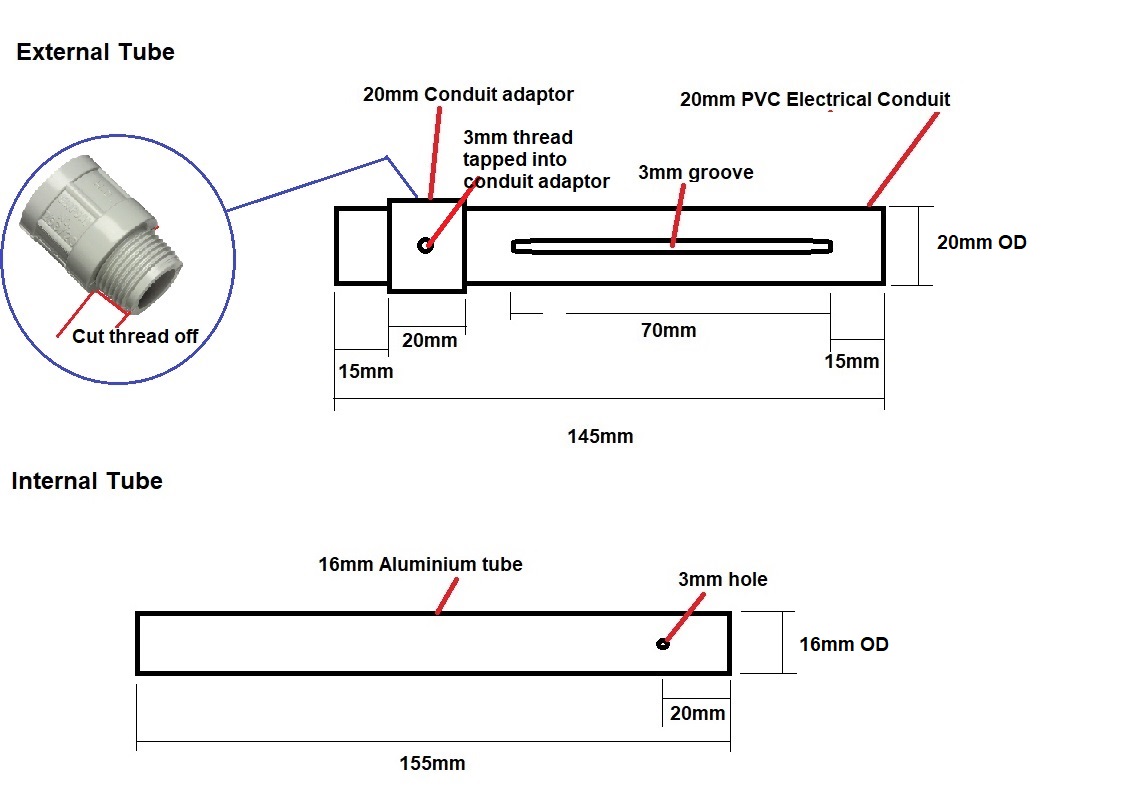 External Tube
20mm Conduit adaptor
20mm PVC Electrical Conduit
3mm thread
tapped into
conduit adaptor
3mm groove
20mm OD
Cut thread off
20mm
70mm
15mm
15mm
145mm
Internal Tube
16mm Aluminium tube
3mm hole
16mm OD
20mm
155mm